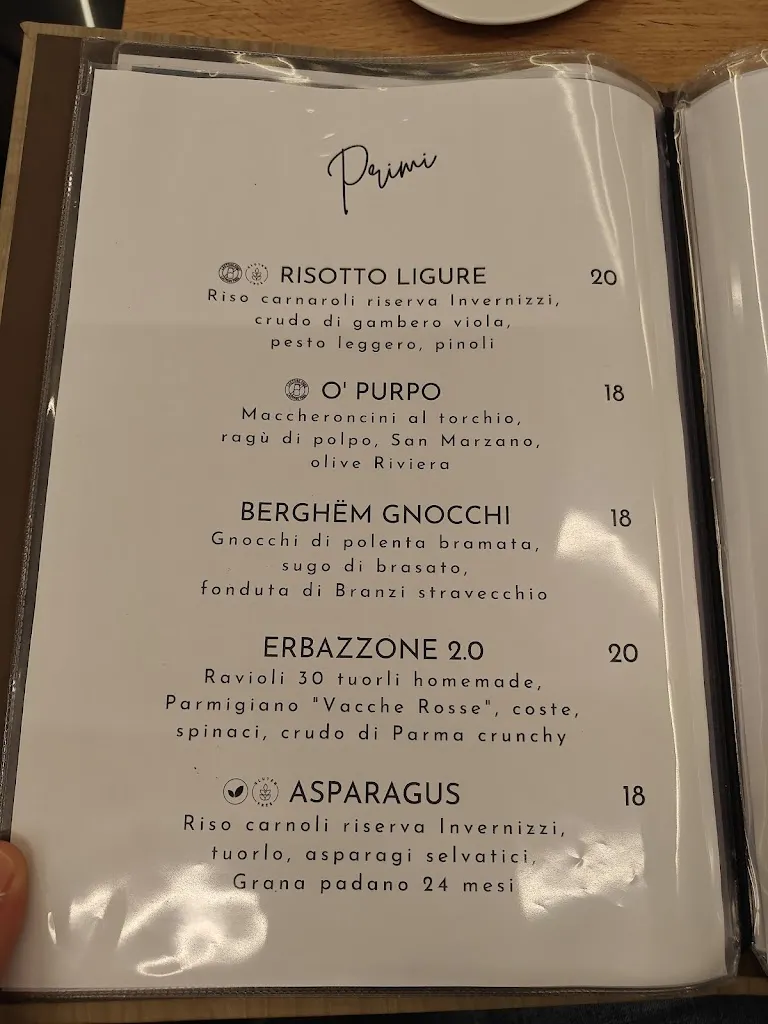 Primi
RISOTTO LIGURE 20
Riso carnaroli riserva Invernizzi,
crudo di gambero viola,
pesto leggero, pinoli
O' PURPO 18
Maccheroncini al torchio,
ragù di polpo, San Marzano,
olive Riviera
BERGHËM GNOCCHI 18
Gnocchi di polenta bramata,
sugo di brasato,
fonduta di Branzi stravecchio
ERBAZZONE 2.0 20
Ravioli 30 tuorli homemade,
Parmigiano "Vacche Rosse", coste,
spinaci, crudo di Parma crunchy
GLUTEN FREE ASPARAGUS 18
Riso carnoli riserva Invernizzi,
tuorlo, asparagi selvatici,
Grana padano 24 mesi